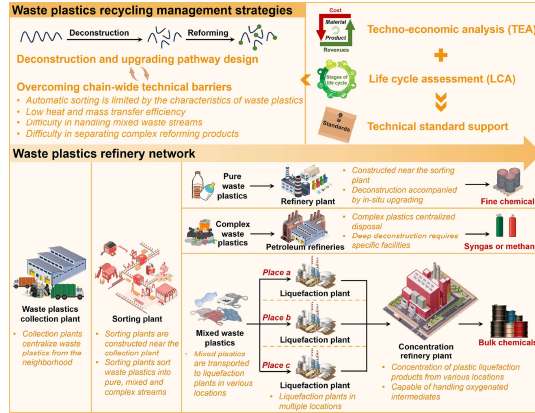 Waste plastics recycling management strategies
Deconstruction
Reforming
Deconstruction and upgrading pathway design
Overcoming chain-wide technical barriers
• Automatic sorting is limited by the characteristics of waste plastics
• Low heat and mass transfer efficiency
• Difficulty in handling mixed waste streams
• Difficulty in separating complex reforming products
Cost
Material
Product
Revenues
Stages of
life cycle
Standards
Techno-economic analysis (TEA)
+
Life cycle assessment (LCA)
Technical standard support
Waste plastics refinery network
Waste plastics
collection plant
• Collection plants
centralize waste
plastics from the
neighborhood
Sorting plant
• Sorting plants are
constructed near the
collection plant
• Sorting plants sort
waste plastics into
pure, mixed and
complex streams
Pure
waste
plastics
Refinery plant
• Constructed near the
sorting
plant
• Deconstruction
accompanied
by in-situ upgrading
Fine chemical
Complex
waste
plastics
Petroleum refineries
• Complex plastics centralized
disposal
• Deep deconstruction requires
specific facilities
Syngas or methan
Mixed waste
plastics
• Mixed plastics
are transported
to liquefaction
plants in various
locations
Place a
Liquefaction plant
Place b
Liquefaction plant
Place c
Liquefaction plant
• Liquefaction plants in
multiple locations
Concentration
refinery plant
• Concentration of plastic liquefaction
products from various locations
• Capable of handling oxygenated
intermediates
Bulk chemicals